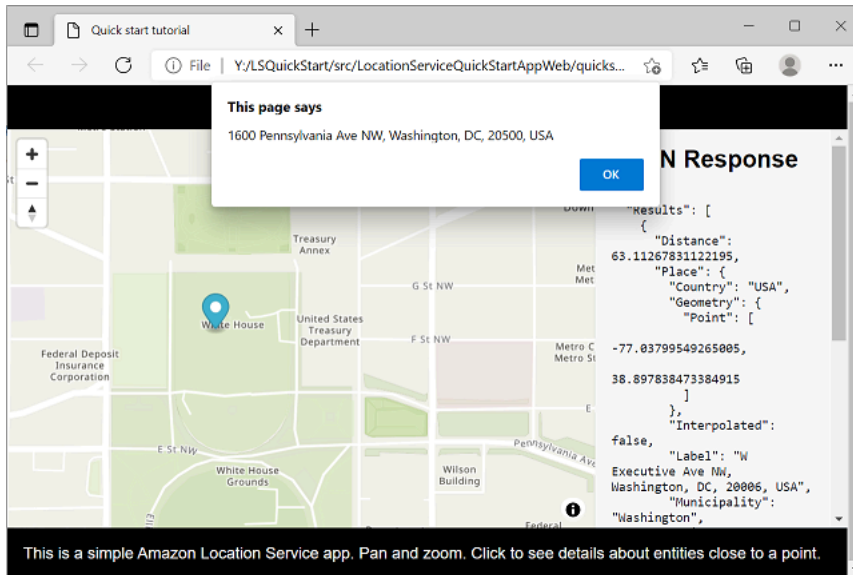 Quick start tutorial
File | Y:/LSQuickStart/src/LocationServiceQuickStartAppWeb/quicks...
This page says
1600 Pennsylvania Ave NW, Washington, DC, 20500, USA
OK
N Response
Treasury
Annex
G St NW
Met
Met
White House
United States
Treasury
Department
F St NW
Metro C
Metro St
Federal Deposit
Insurance
Corporation
E
E St NW
Pennsylvania Ave
White House
Grounds
Wilson
Building
Federal
"Results": [
{
"Distance":
63.11267831122195,
"Place": {
"Country": "USA",
"Geometry": {
"Point": [
-77.03799549265005,
38.897838473384915
]
},
"Interpolated":
false,
"Label": "W
Executive Ave NW,
Washington, DC, 20006, USA",
"Municipality":
"Washington",
This is a simple Amazon Location Service app. Pan and zoom. Click to see details about entities close to a point.